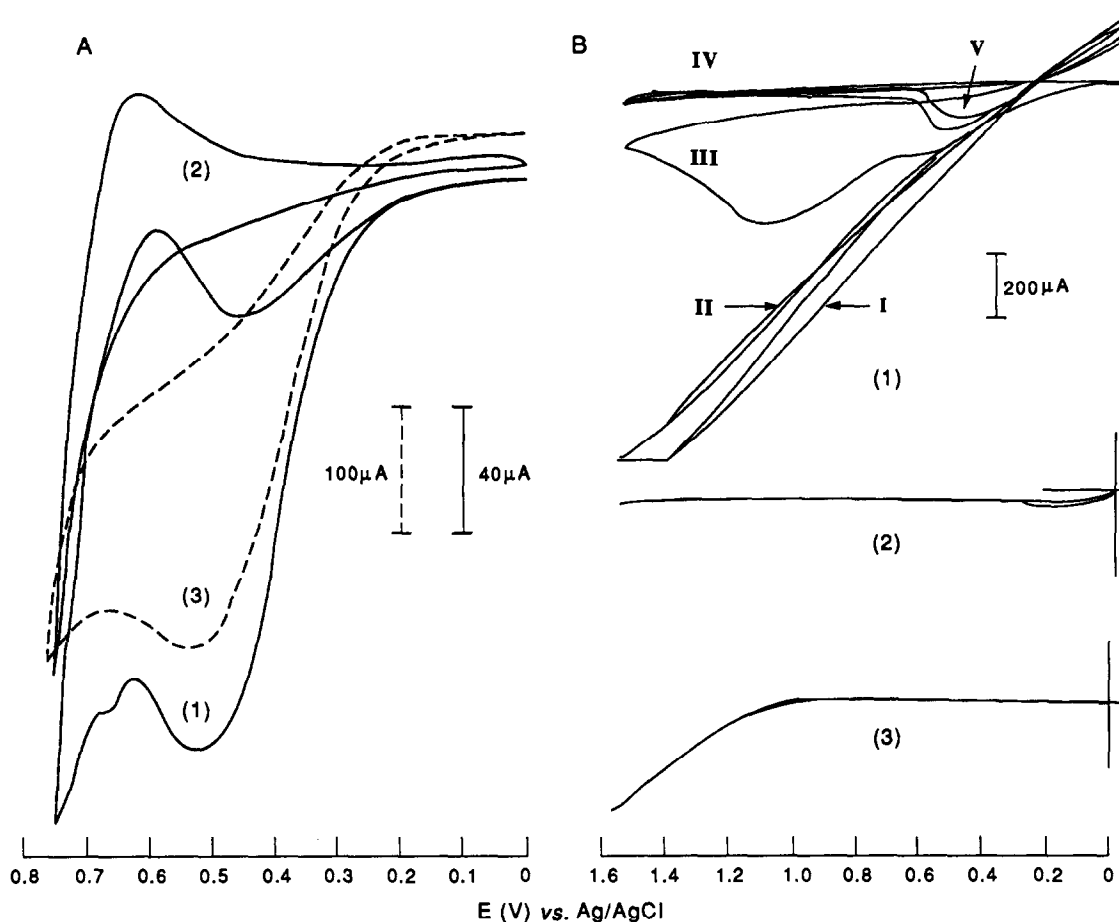 A
(2)
(3)
(1)
100μA
40μA
0.8 0.7 0.6 0.5 0.4 0.3 0.2 0.1 0
B
IV
V
III
II
I
200μA
(1)
(2)
(3)
1.6 1.4 1.2 1.0 0.8 0.6 0.4 0.2 0
E (V) vs. Ag/AgCl